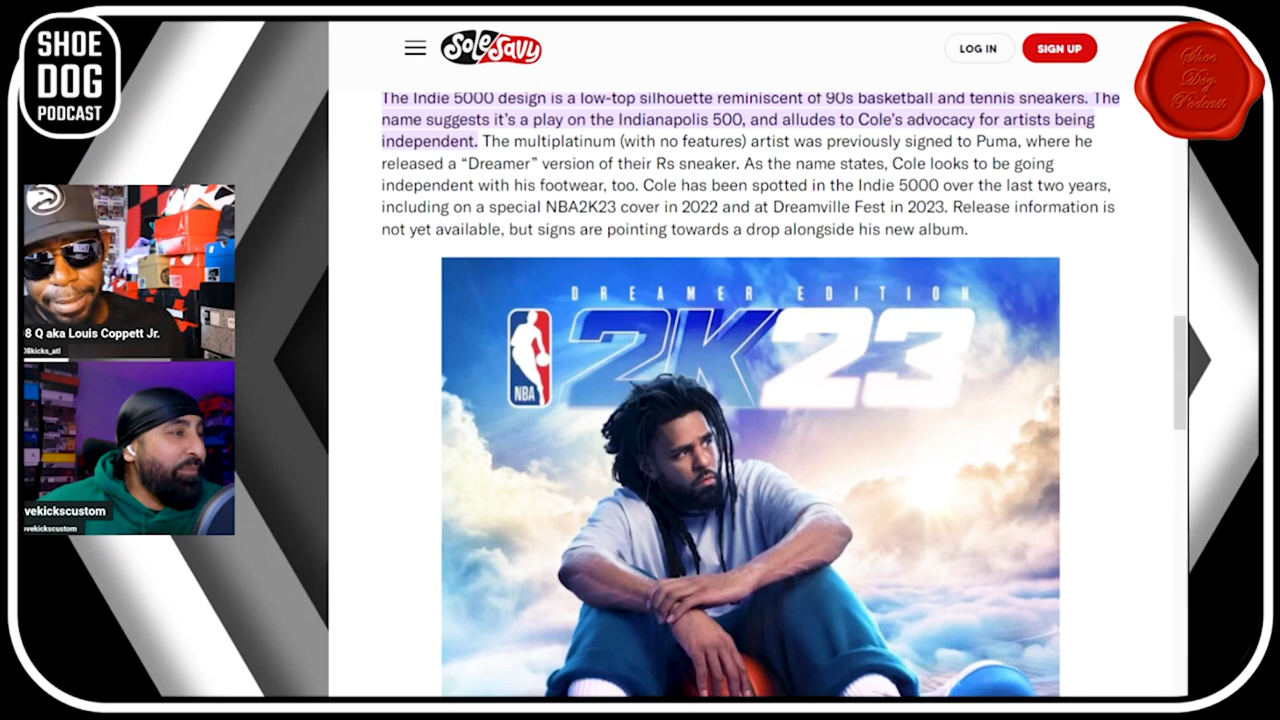 SHOE
DOG
PODCAST
SoleSavy
LOG IN
SIGN UP
Shoe
Dog
Podcast
The Indie 5000 design is a low-top silhouette reminiscent of 90s basketball and tennis sneakers. The
name suggests it's a play on the Indianapolis 500, and alludes to Cole's advocacy for artists being
independent. The multiplatinum (with no features) artist was previously signed to Puma, where he
released a “Dreamer” version of their Rs sneaker. As the name states, Cole looks to be going
independent with his footwear, too. Cole has been spotted in the Indie 5000 over the last two years,
including on a special NBA2K23 cover in 2022 and at Dreamville Fest in 2023. Release information is
not yet available, but signs are pointing towards a drop alongside his new album.
DREAMER EDITION
2K23
NBA
8 Q aka Louis Coppett Jr.
08kicks_atl
vekickscustom
vekickscustom